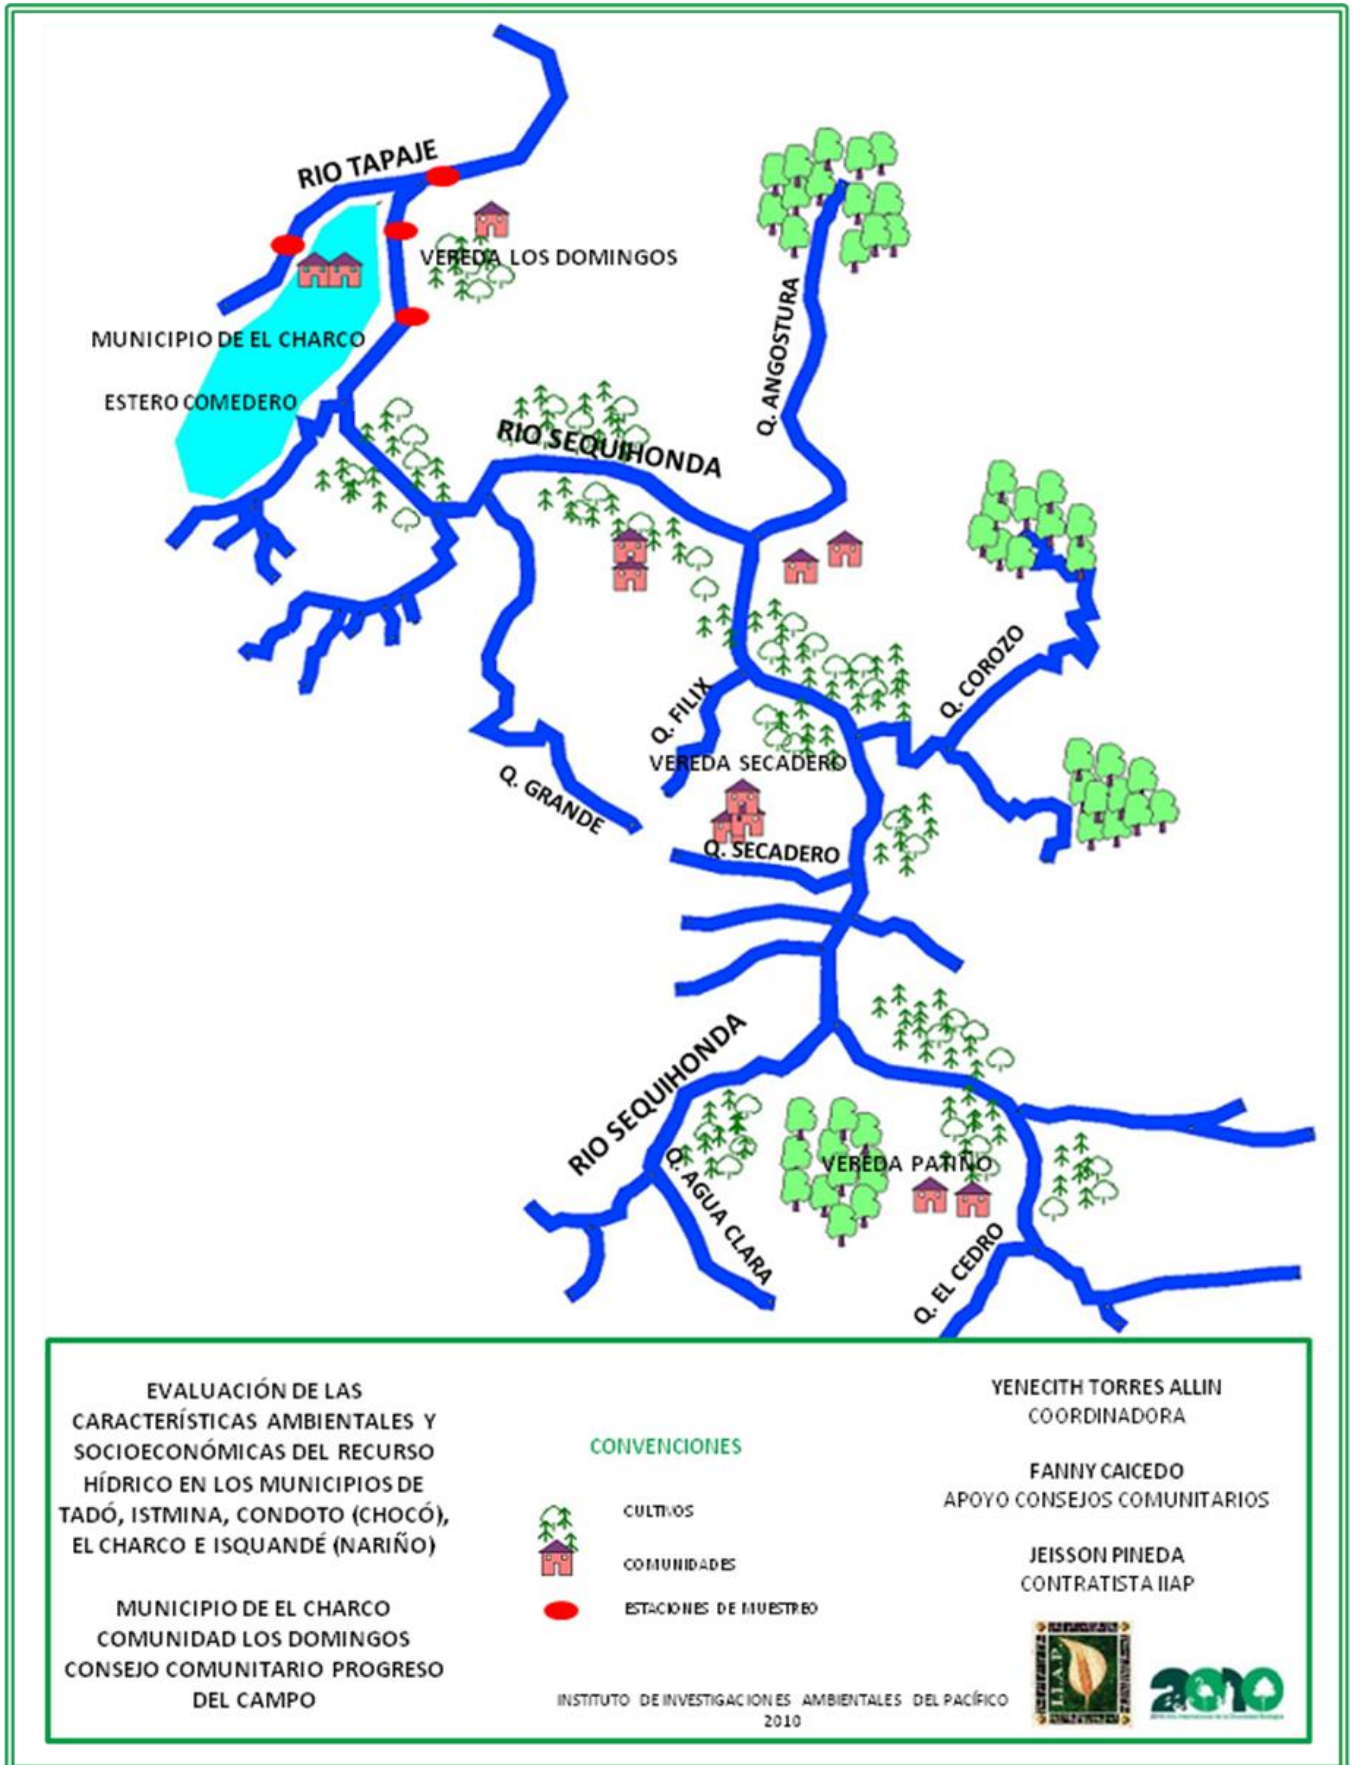 RIO TAPAJE
VEREDA LOS DOMINGOS
MUNICIPIO DE EL CHARCO
ESTERO COMEDERO
Q. ANGOSTURA
RIO SEQUIHONDA
Q. COROZO
Q. FILIX
VEREDA SECADERO
Q. GRANDE
Q. SECADERO
RIO SEQUIHONDA
Q. AGUA CLARA
VEREDA PATIÑO
Q. EL CEDRO
EVALUACIÓN DE LAS
CARACTERÍSTICAS AMBIENTALES Y
SOCIOECONÓMICAS DEL RECURSO
HÍDRICO EN LOS MUNICIPIOS DE
TADÓ, ISTMINA, CONDOTO (CHOCÓ),
EL CHARCO E ISQUANDÉ (NARIÑO)
MUNICIPIO DE EL CHARCO
COMUNIDAD LOS DOMINGOS
CONSEJO COMUNITARIO PROGRESO
DEL CAMPO
CONVENCIONES
CULTIVOS
COMUNIDADES
ESTACIONES DE MUESTREO
INSTITUTO DE INVESTIGACIONES AMBIENTALES DEL PACÍFICO
2010
YENECITH TORRES ALLIN
COORDINADORA
FANNY CAICEDO
APOYO CONSEJOS COMUNITARIOS
JEISSON PINEDA
CONTRATISTA IIAP
I.I.A.P
2010